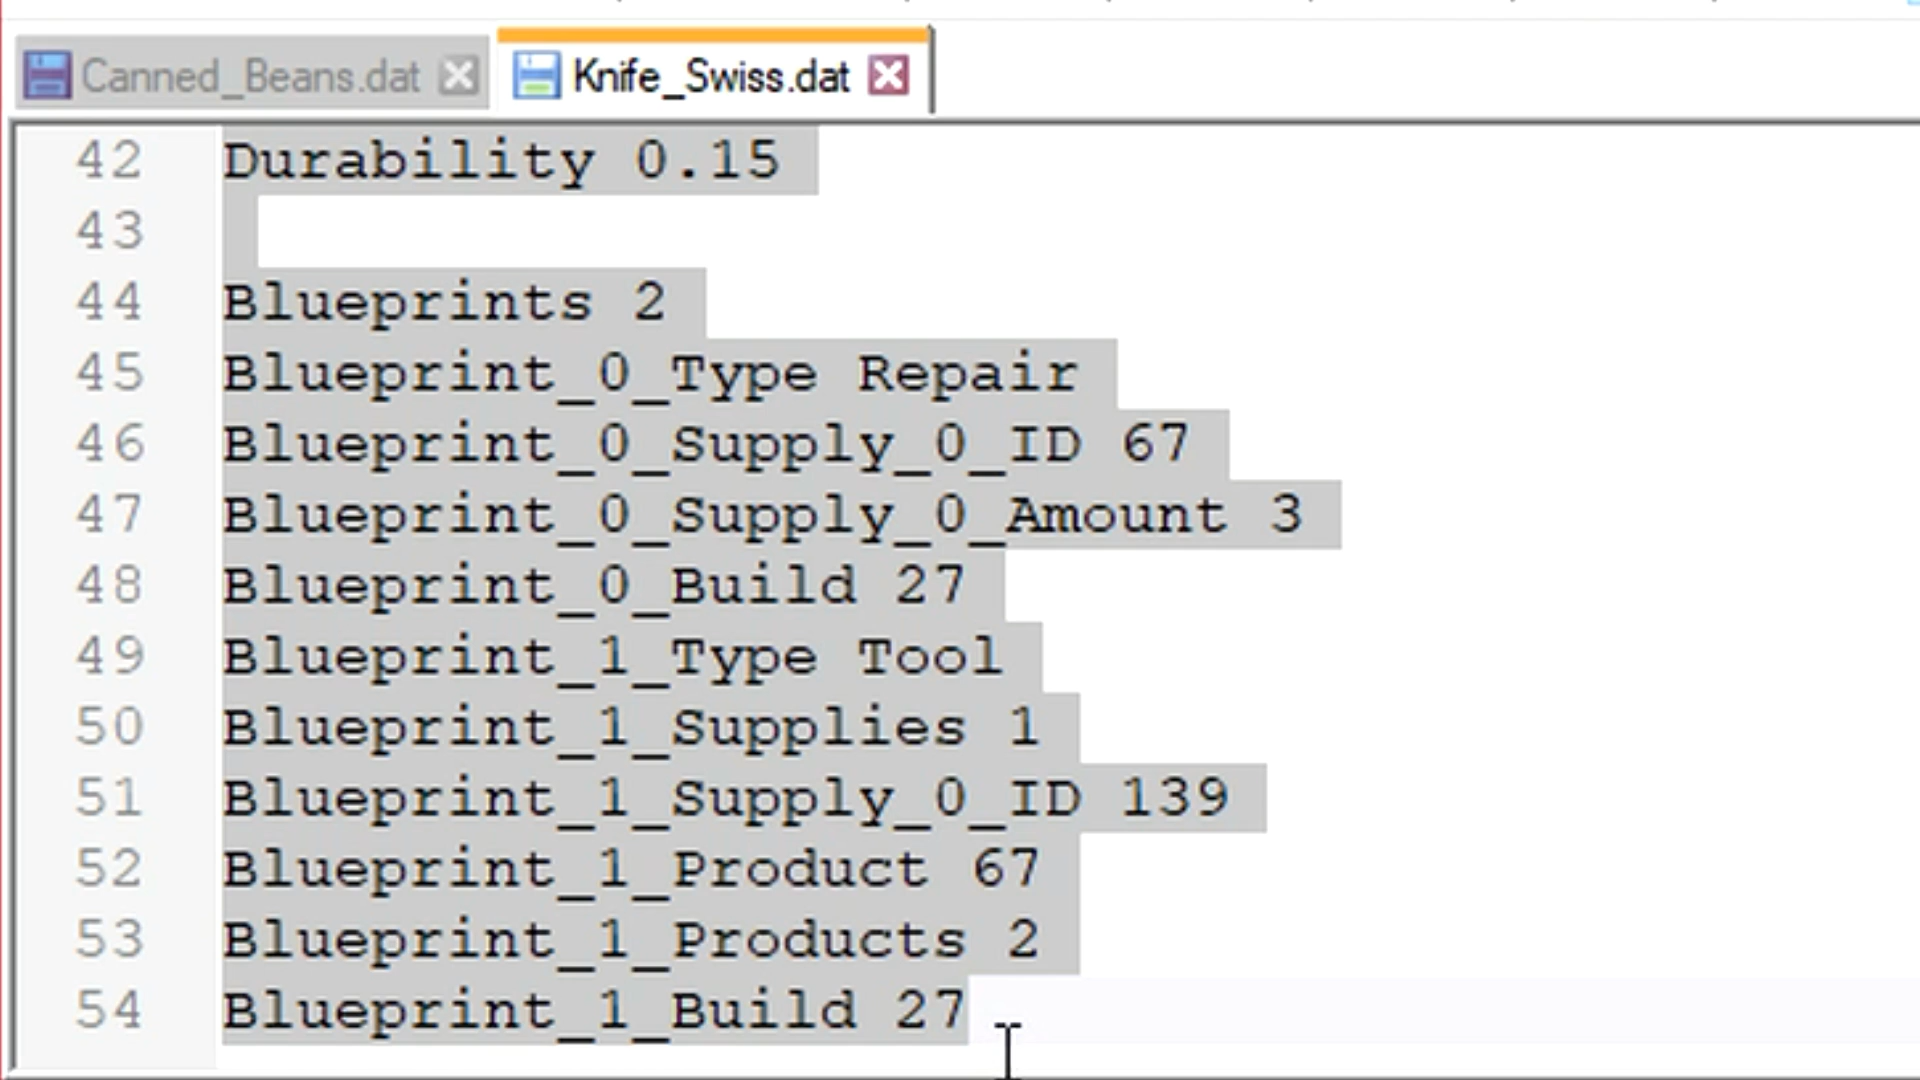 Canned_Beans.dat Knife_Swiss.dat
42 Durability 0.15
43
44 Blueprints 2
45 Blueprint_0_Type Repair
46 Blueprint_0_Supply_0_ID 67
47 Blueprint_0_Supply_0_Amount 3
48 Blueprint_0_Build 27
49 Blueprint_1_Type Tool
50 Blueprint_1_Supplies 1
51 Blueprint_1_Supply_0_ID 139
52 Blueprint_1_Product 67
53 Blueprint_1_Products 2
54 Blueprint_1_Build 27